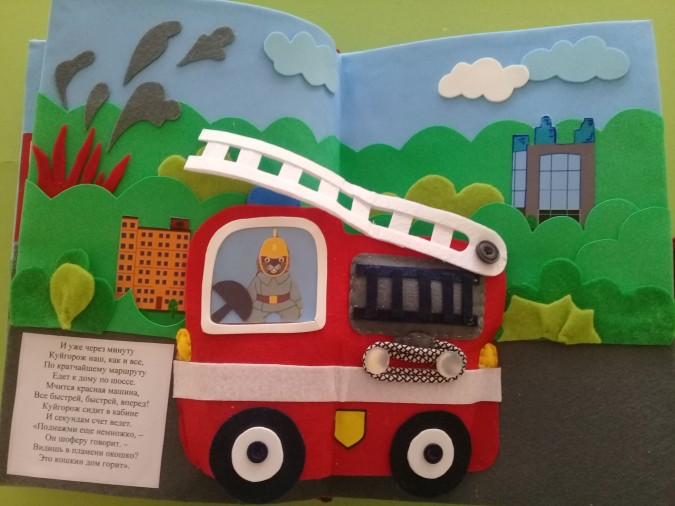 И уже через минуту
Куйгорож наш, как и все,
По кратчайшему маршруту
Едет к дому по шоссе.
Мчится красная машина,
Все быстрей, быстрей, вперед!
Куйгорож сидит в кабине
И секундам счет ведет.
«Поднажми еще немножко, –
Он шоферу говорит. –
Видишь в пламени окошко?
Это кошкин дом горит».